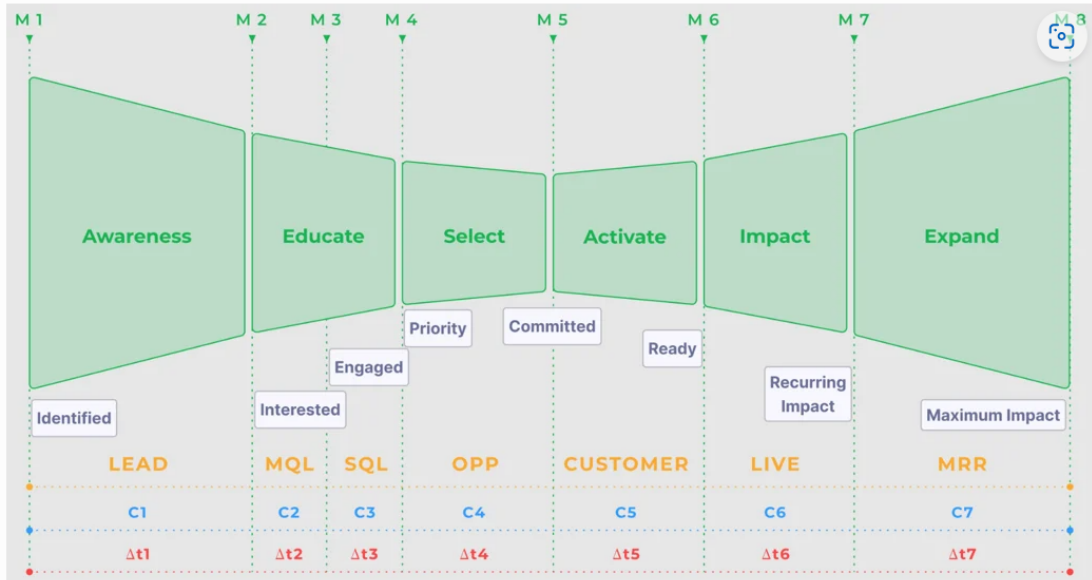 M 1 M 2 M 3 M 4 M 5 M 6 M 7 M 8
Awareness Educate Select Activate Impact Expand
Priority Committed
Ready
Engaged
Recurring
Impact
Interested
Identified Maximum Impact
LEAD MQL SQL OPP CUSTOMER LIVE MRR
C1 C2 C3 C4 C5 C6 C7
Δt1 Δt2 Δt3 Δt4 Δt5 Δt6 Δt7